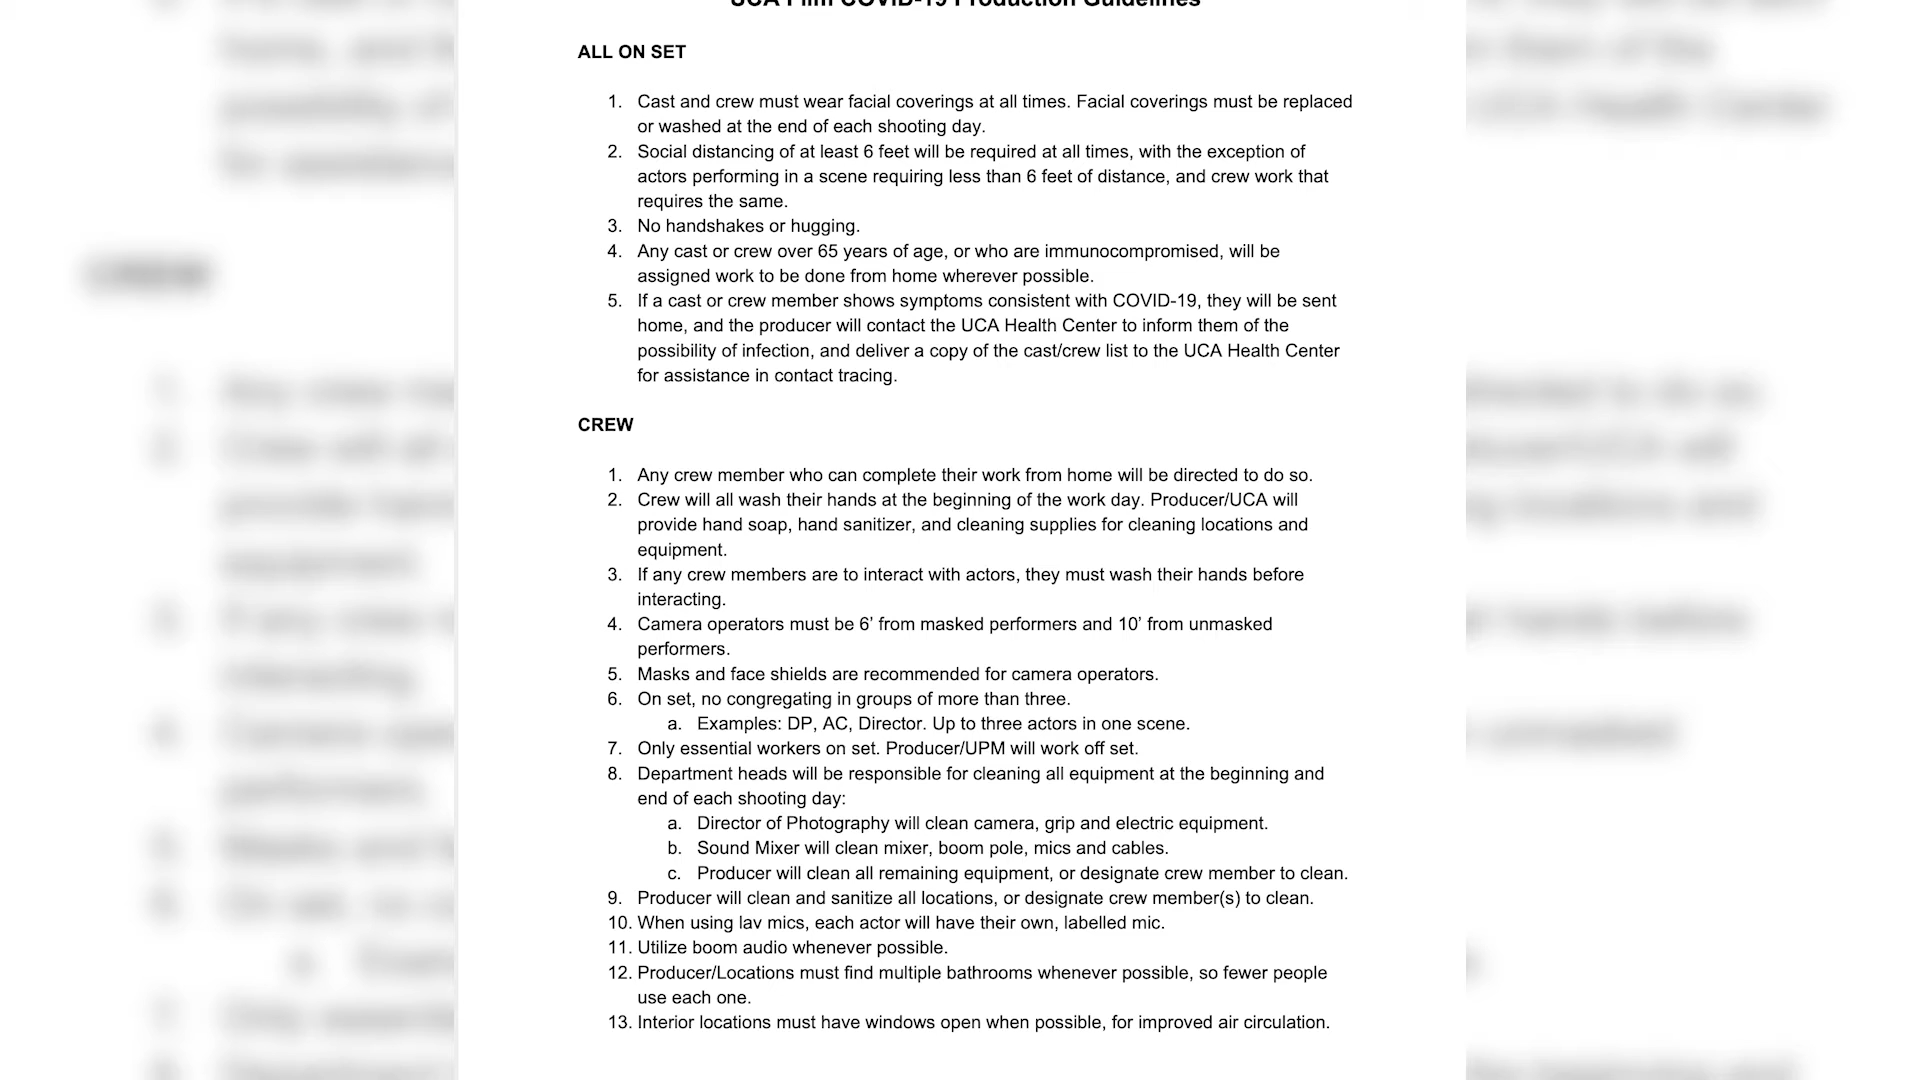 UCA Film COVID-19 Production Guidelines
ALL ON SET
1. Cast and crew must wear facial coverings at all times. Facial coverings must be replaced
or washed at the end of each shooting day.
2. Social distancing of at least 6 feet will be required at all times, with the exception of
actors performing in a scene requiring less than 6 feet of distance, and crew work that
requires the same.
3. No handshakes or hugging.
4. Any cast or crew over 65 years of age, or who are immunocompromised, will be
assigned work to be done from home wherever possible.
5. If a cast or crew member shows symptoms consistent with COVID-19, they will be sent
home, and the producer will contact the UCA Health Center to inform them of the
possibility of infection, and deliver a copy of the cast/crew list to the UCA Health Center
for assistance in contact tracing.
CREW
1. Any crew member who can complete their work from home will be directed to do so.
2. Crew will all wash their hands at the beginning of the work day. Producer/UCA will
provide hand soap, hand sanitizer, and cleaning supplies for cleaning locations and
equipment.
3. If any crew members are to interact with actors, they must wash their hands before
interacting.
4. Camera operators must be 6’ from masked performers and 10’ from unmasked
performers.
5. Masks and face shields are recommended for camera operators.
6. On set, no congregating in groups of more than three.
a. Examples: DP, AC, Director. Up to three actors in one scene.
7. Only essential workers on set. Producer/UPM will work off set.
8. Department heads will be responsible for cleaning all equipment at the beginning and
end of each shooting day:
a. Director of Photography will clean camera, grip and electric equipment.
b. Sound Mixer will clean mixer, boom pole, mics and cables.
c. Producer will clean all remaining equipment, or designate crew member to clean.
9. Producer will clean and sanitize all locations, or designate crew member(s) to clean.
10. When using lav mics, each actor will have their own, labelled mic.
11. Utilize boom audio whenever possible.
12. Producer/Locations must find multiple bathrooms whenever possible, so fewer people
use each one.
13. Interior locations must have windows open when possible, for improved air circulation.